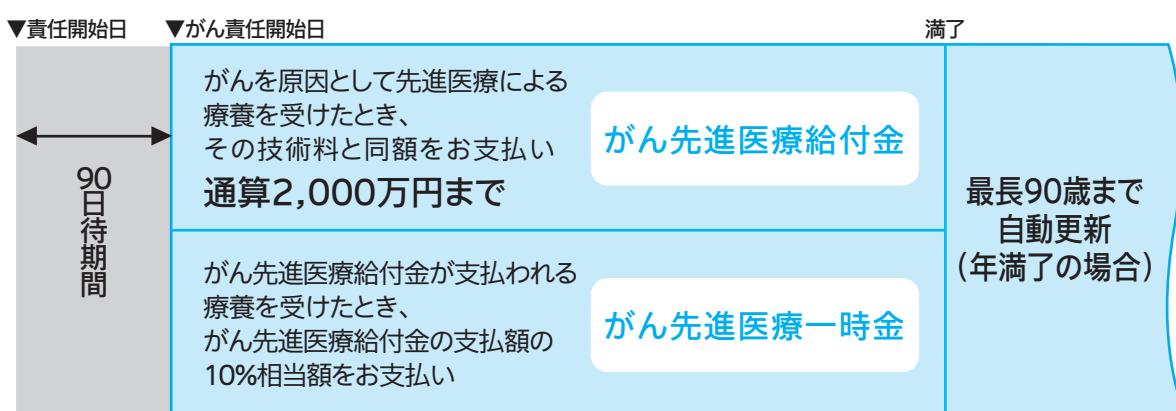 ▼責任開始日
▼がん責任開始日
満了
90日待期間
がんを原因として先進医療による
療養を受けたとき、
その技術料と同額をお支払い
通算2,000万円まで
がん先進医療給付金
がん先進医療給付金が支払われる
療養を受けたとき、
がん先進医療給付金の支払額の
10%相当額をお支払い
がん先進医療一時金
最長90歳まで
自動更新
(年満了の場合)